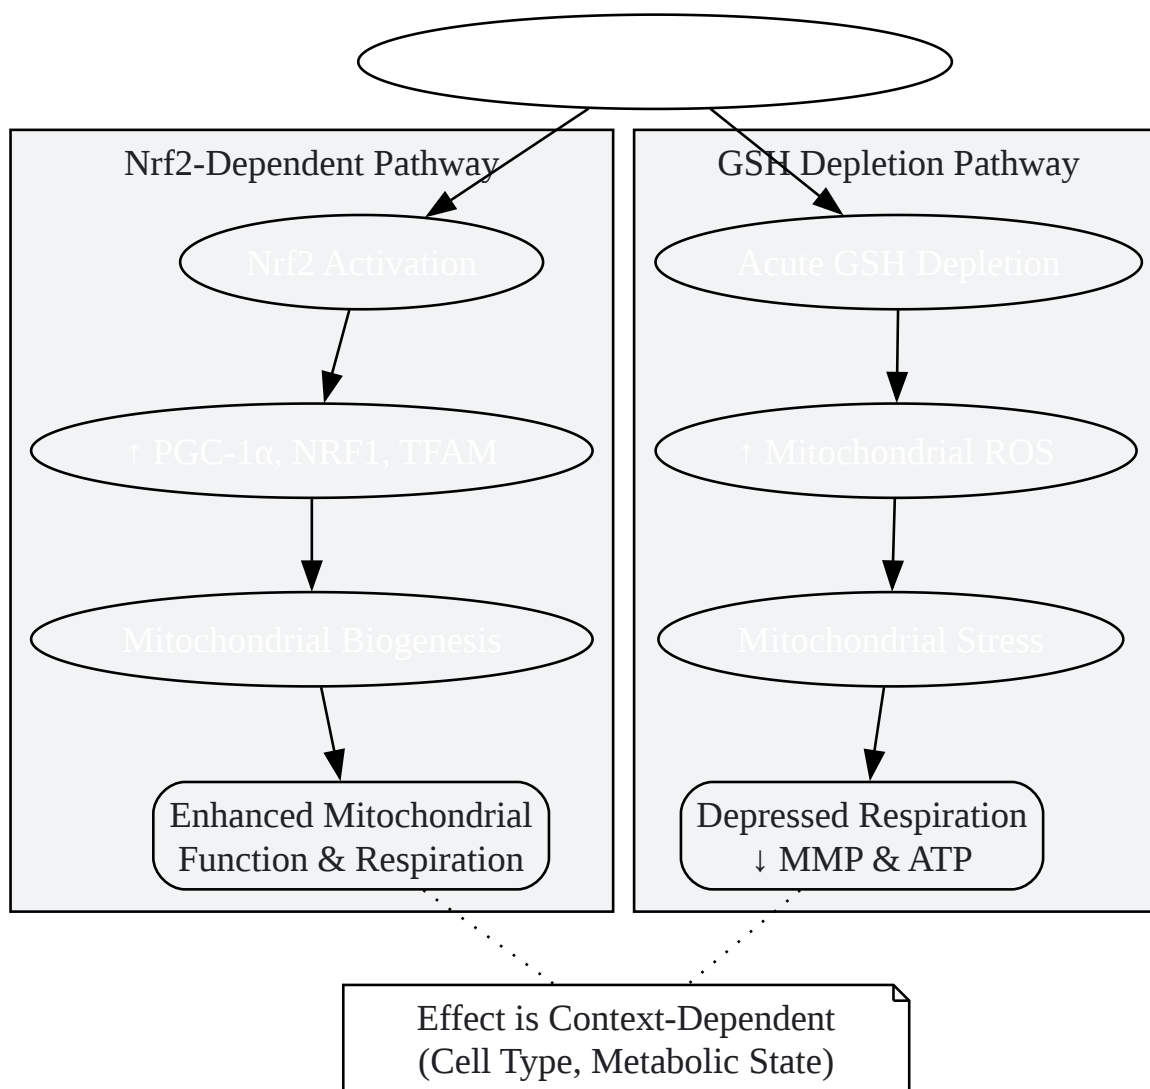 Nrf2-Dependent Pathway
GSH Depletion Pathway
Nrf2 Activation
Acute GSH Depletion
↑ PGC-1α, NRF1, TFAM
↑ Mitochondrial ROS
Mitochondrial Biogenesis
Mitochondrial Stress
Enhanced Mitochondrial
Function & Respiration
Depressed Respiration
↓ MMP & ATP
Effect is Context-Dependent
(Cell Type, Metabolic State)